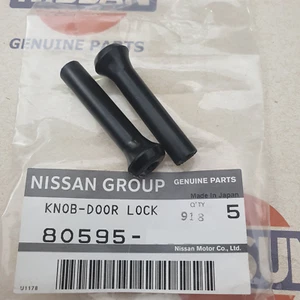 NISSAN
GENUINE PARTS
NISSAN GROUP GENUINE PARTS
Made in Japan
KNOB-DOOR LOCK Q'TY
918 5
80595-
Nissan Motor Co., Ltd.
U1178